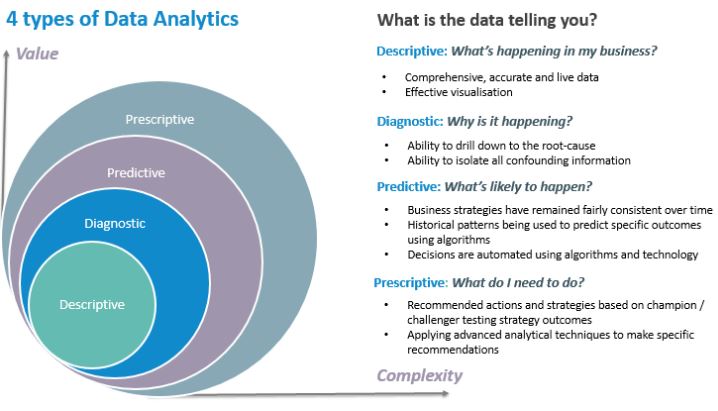 4 types of Data Analytics
Value
Prescriptive
Predictive
Diagnostic
Descriptive
What is the data telling you?
Descriptive: What's happening in my business?
• Comprehensive, accurate and live data
• Effective visualisation
Diagnostic: Why is it happening?
• Ability to drill down to the root-cause
• Ability to isolate all confounding information
Predictive: What's likely to happen?
• Business strategies have remained fairly consistent over time
• Historical patterns being used to predict specific outcomes
using algorithms
• Decisions are automated using algorithms and technology
Prescriptive: What do I need to do?
• Recommended actions and strategies based on champion /
challenger testing strategy outcomes
• Applying advanced analytical techniques to make specific
recommendations
Complexity